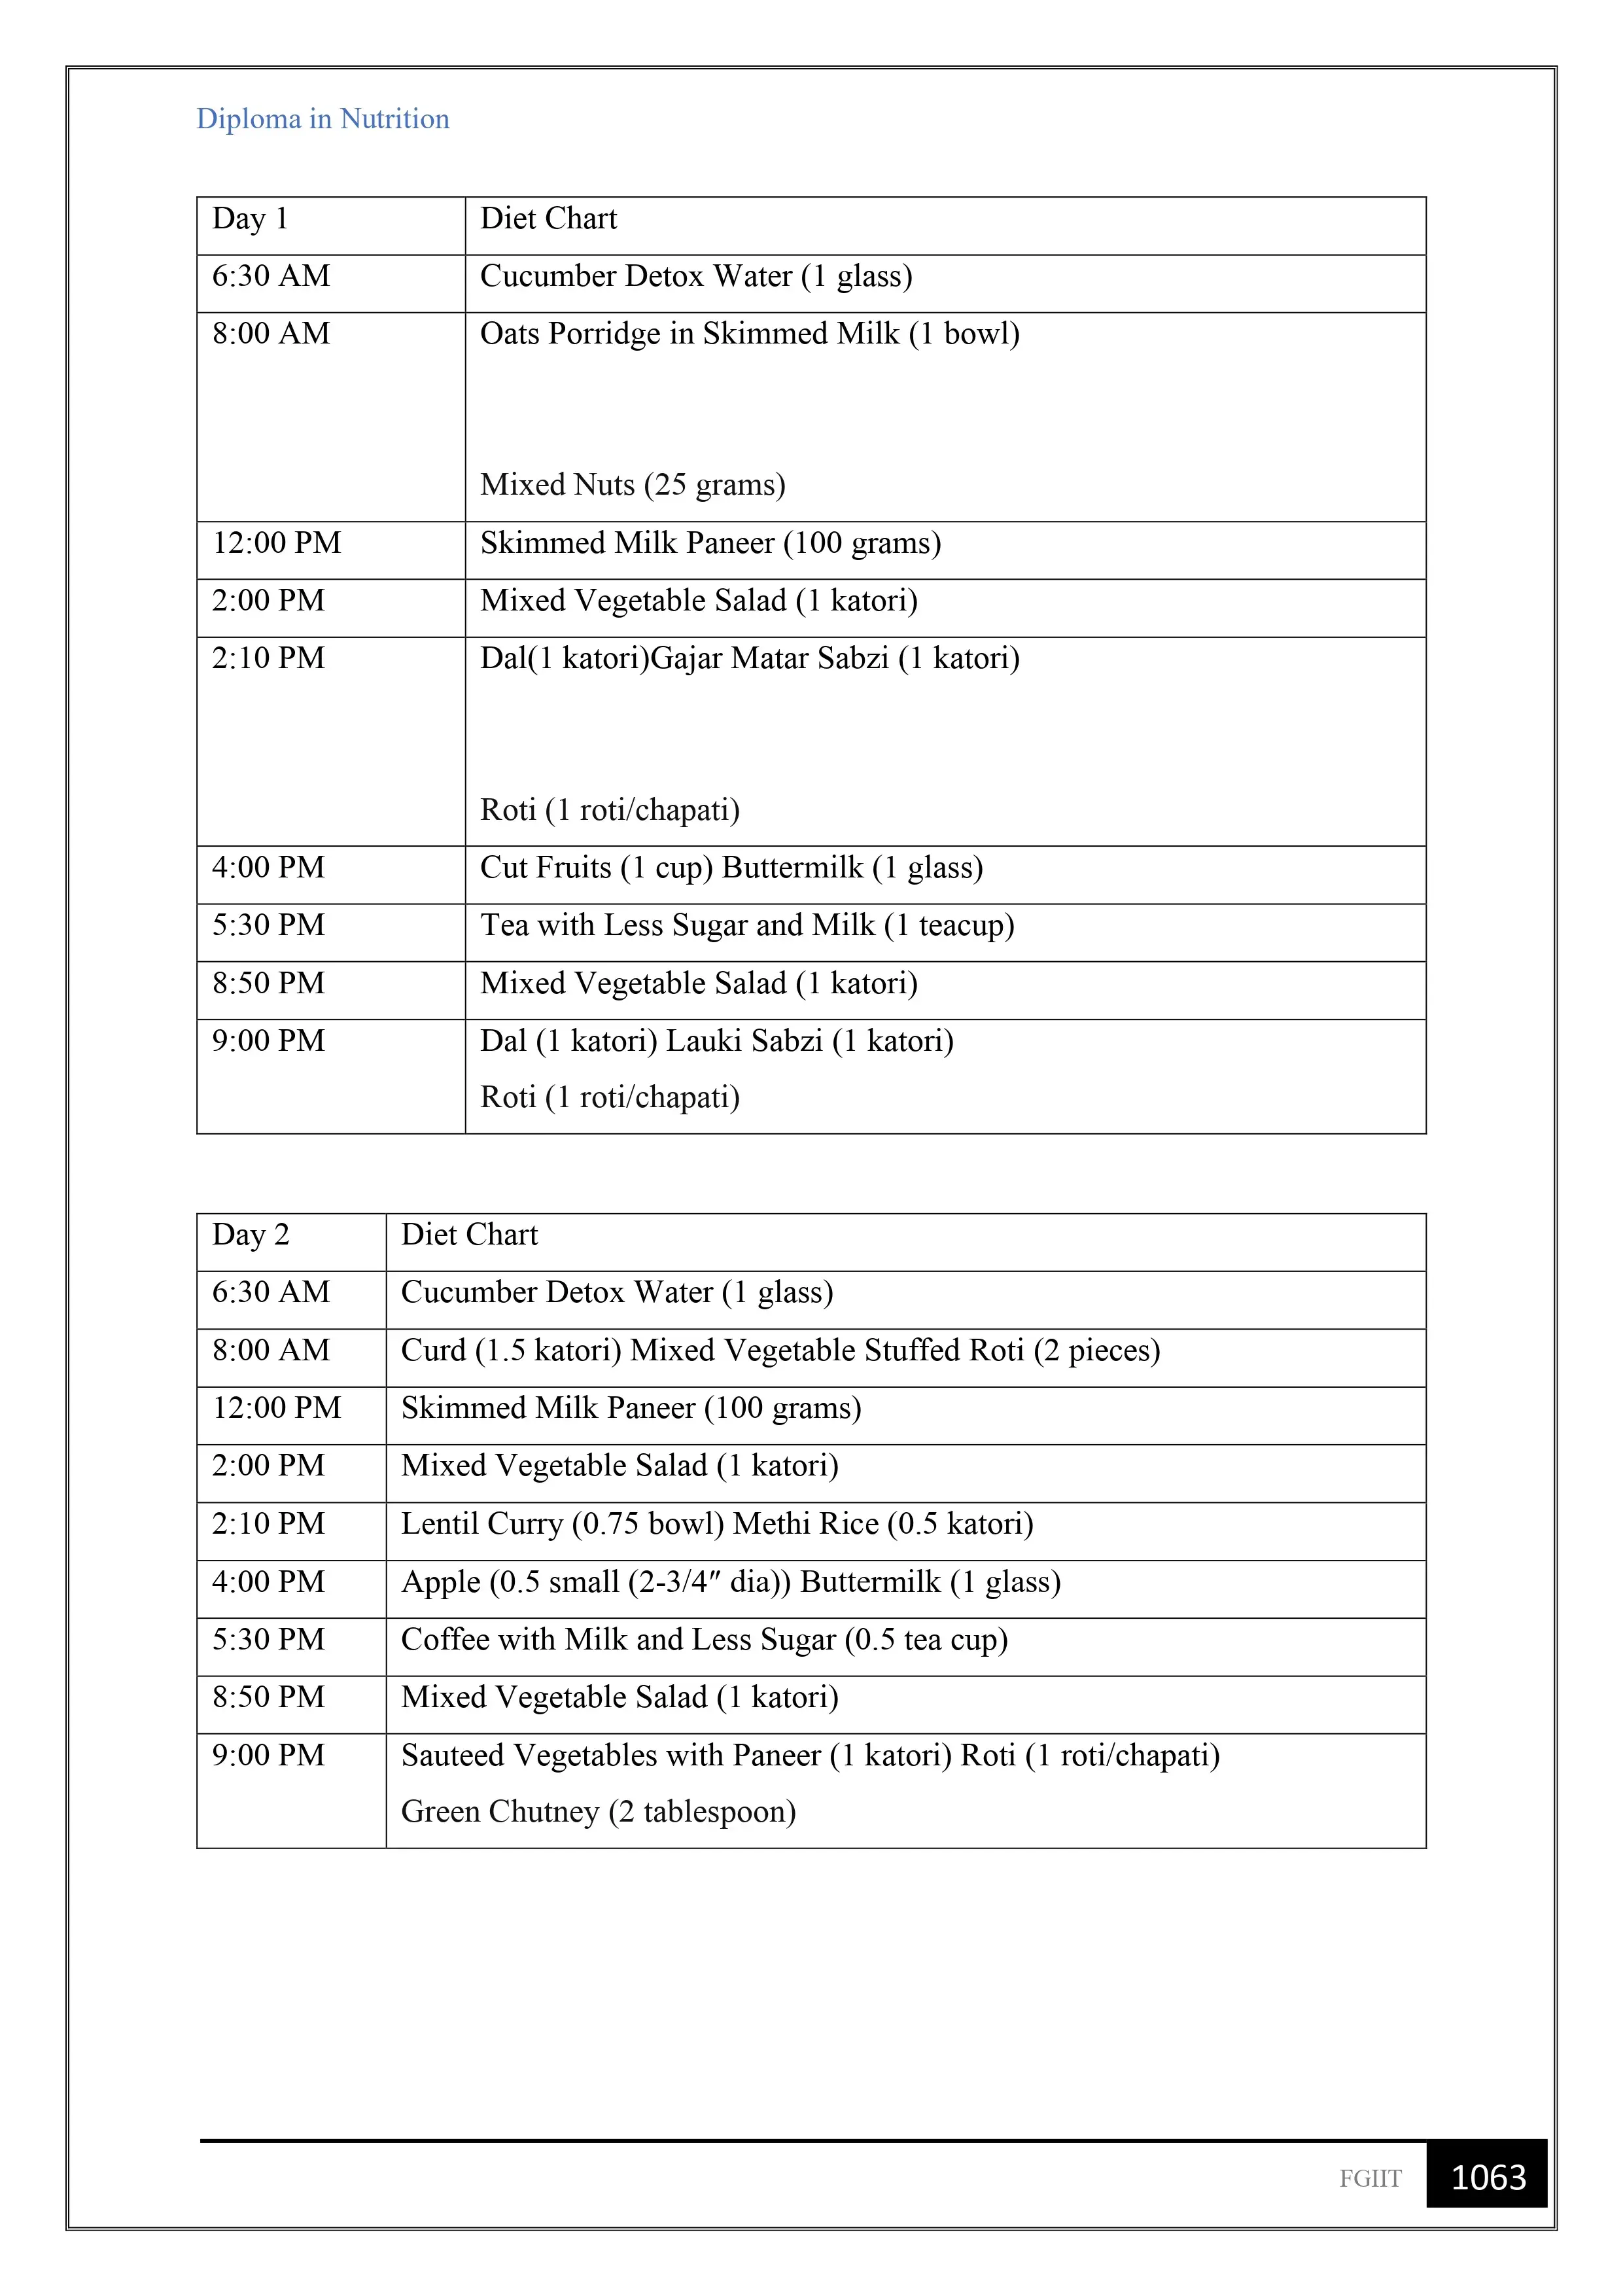 Diploma in Nutrition
Day 1 Diet Chart
6:30 AM Cucumber Detox Water (1 glass)
8:00 AM Oats Porridge in Skimmed Milk (1 bowl)
Mixed Nuts (25 grams)
12:00 PM Skimmed Milk Paneer (100 grams)
2:00 PM Mixed Vegetable Salad (1 katori)
2:10 PM Dal(1 katori)Gajar Matar Sabzi (1 katori)
Roti (1 roti/chapati)
4:00 PM Cut Fruits (1 cup) Buttermilk (1 glass)
5:30 PM Tea with Less Sugar and Milk (1 teacup)
8:50 PM Mixed Vegetable Salad (1 katori)
9:00 PM Dal (1 katori) Lauki Sabzi (1 katori)
Roti (1 roti/chapati)
Day 2 Diet Chart
6:30 AM Cucumber Detox Water (1 glass)
8:00 AM Curd (1.5 katori) Mixed Vegetable Stuffed Roti (2 pieces)
12:00 PM Skimmed Milk Paneer (100 grams)
2:00 PM Mixed Vegetable Salad (1 katori)
2:10 PM Lentil Curry (0.75 bowl) Methi Rice (0.5 katori)
4:00 PM Apple (0.5 small (2-3/4″ dia)) Buttermilk (1 glass)
5:30 PM Coffee with Milk and Less Sugar (0.5 tea cup)
8:50 PM Mixed Vegetable Salad (1 katori)
9:00 PM Sauteed Vegetables with Paneer (1 katori) Roti (1 roti/chapati)
Green Chutney (2 tablespoon)
FGIIT 1063